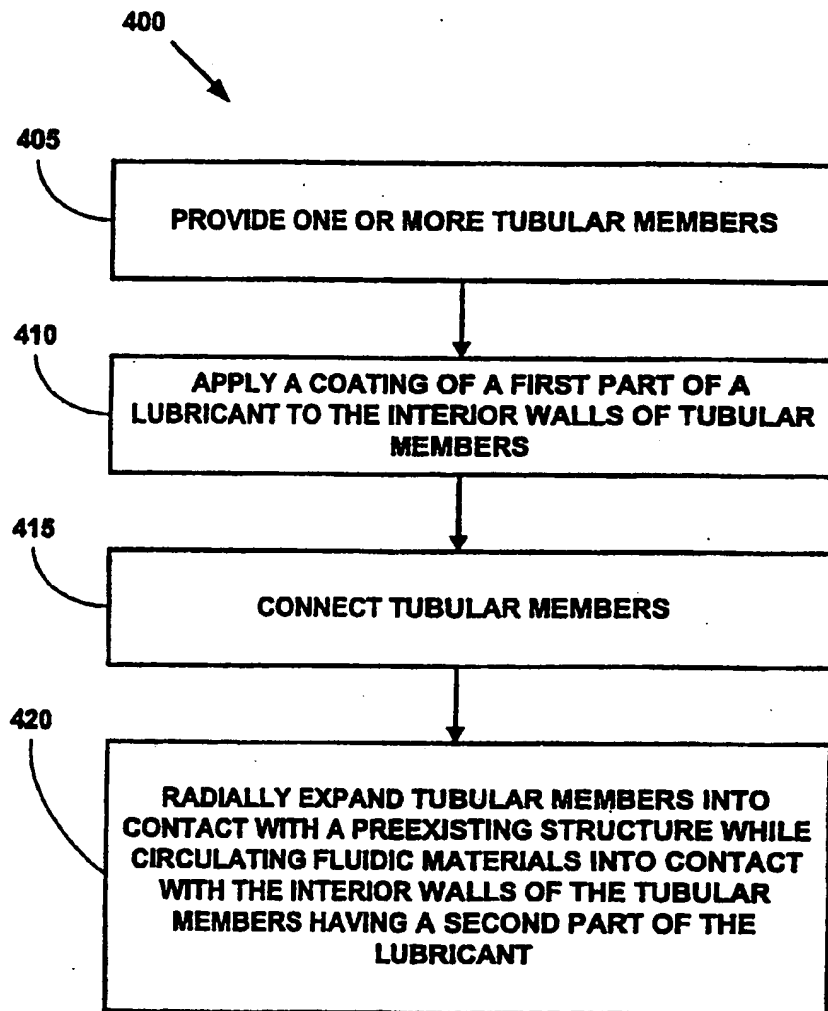 400
405
PROVIDE ONE OR MORE TUBULAR MEMBERS
410
APPLY A COATING OF A FIRST PART OF A
LUBRICANT TO THE INTERIOR WALLS OF TUBULAR
MEMBERS
415
CONNECT TUBULAR MEMBERS
420
RADIALLY EXPAND TUBULAR MEMBERS INTO
CONTACT WITH A PREEXISTING STRUCTURE WHILE
CIRCULATING FLUIDIC MATERIALS INTO CONTACT
WITH THE INTERIOR WALLS OF THE TUBULAR
MEMBERS HAVING A SECOND PART OF THE
LUBRICANT